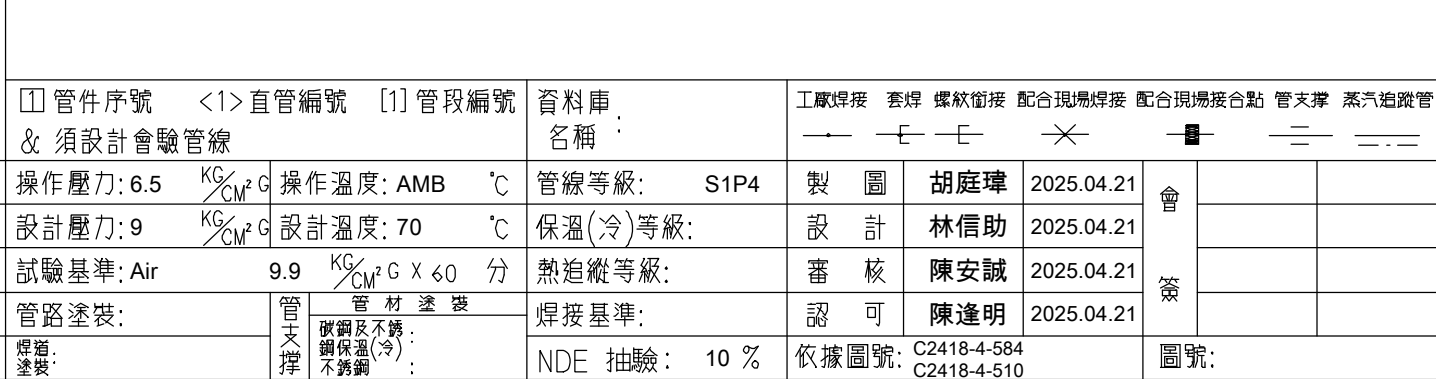 1 管件序號 <1>直管編號 [1]管段編號
& 須設計會驗管線
資料庫
名稱 :
工廠焊接 套焊 螺紋銜接 配合現場焊接 配合現場接合點 管支撐 蒸汽追蹤管
操作壓力: 6.5 KG/CM² G 操作溫度: AMB °C 管線等級: S1P4 製 圖 胡庭瑋 2025.04.21
設計壓力: 9 KG/CM² G 設計溫度: 70 °C 保溫(冷)等級: 設 計 林信助 2025.04.21
會簽
試驗基準: Air 9.9 KG/CM² G X 60 分 熱追縱等級: 審 核 陳安誠 2025.04.21
管路塗裝: 管支撐 管 材 塗 裝 焊接基準: 認 可 陳逢明 2025.04.21
碳鋼及不銹
鋼保溫(冷) :
不銹鋼 :
焊道
塗裝:
NDE 抽驗: 10 % 依據圖號: C2418-4-584
C2418-4-510
圖號: